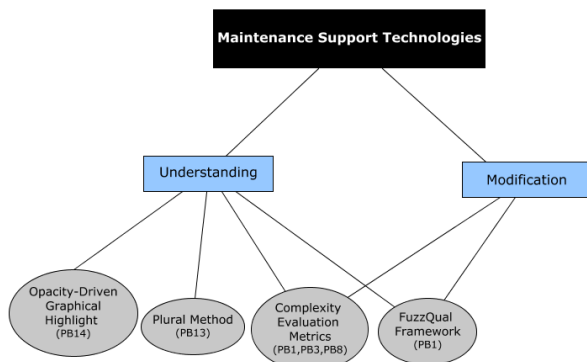 Maintenance Support Technologies
Understanding
Modification
Opacity-Driven
Graphical
Highlight
(PB14)
Plural Method
(PB13)
Complexity
Evaluation
Metrics
(PB1,PB3,PB8)
FuzzQual
Framework
(PB1)